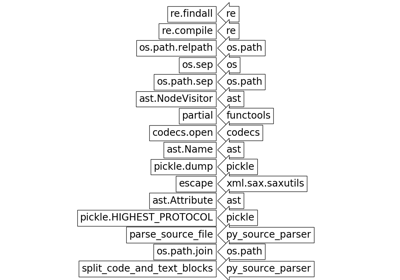 re.findall re
re.compile re
os.path.relpath os.path
os.sep os
os.path.sep os.path
ast.NodeVisitor ast
partial functools
codecs.open codecs
ast.Name ast
pickle.dump pickle
escape xml.sax.saxutils
ast.Attribute ast
pickle.HIGHEST_PROTOCOL pickle
parse_source_file py_source_parser
os.path.join os.path
split_code_and_text_blocks py_source_parser